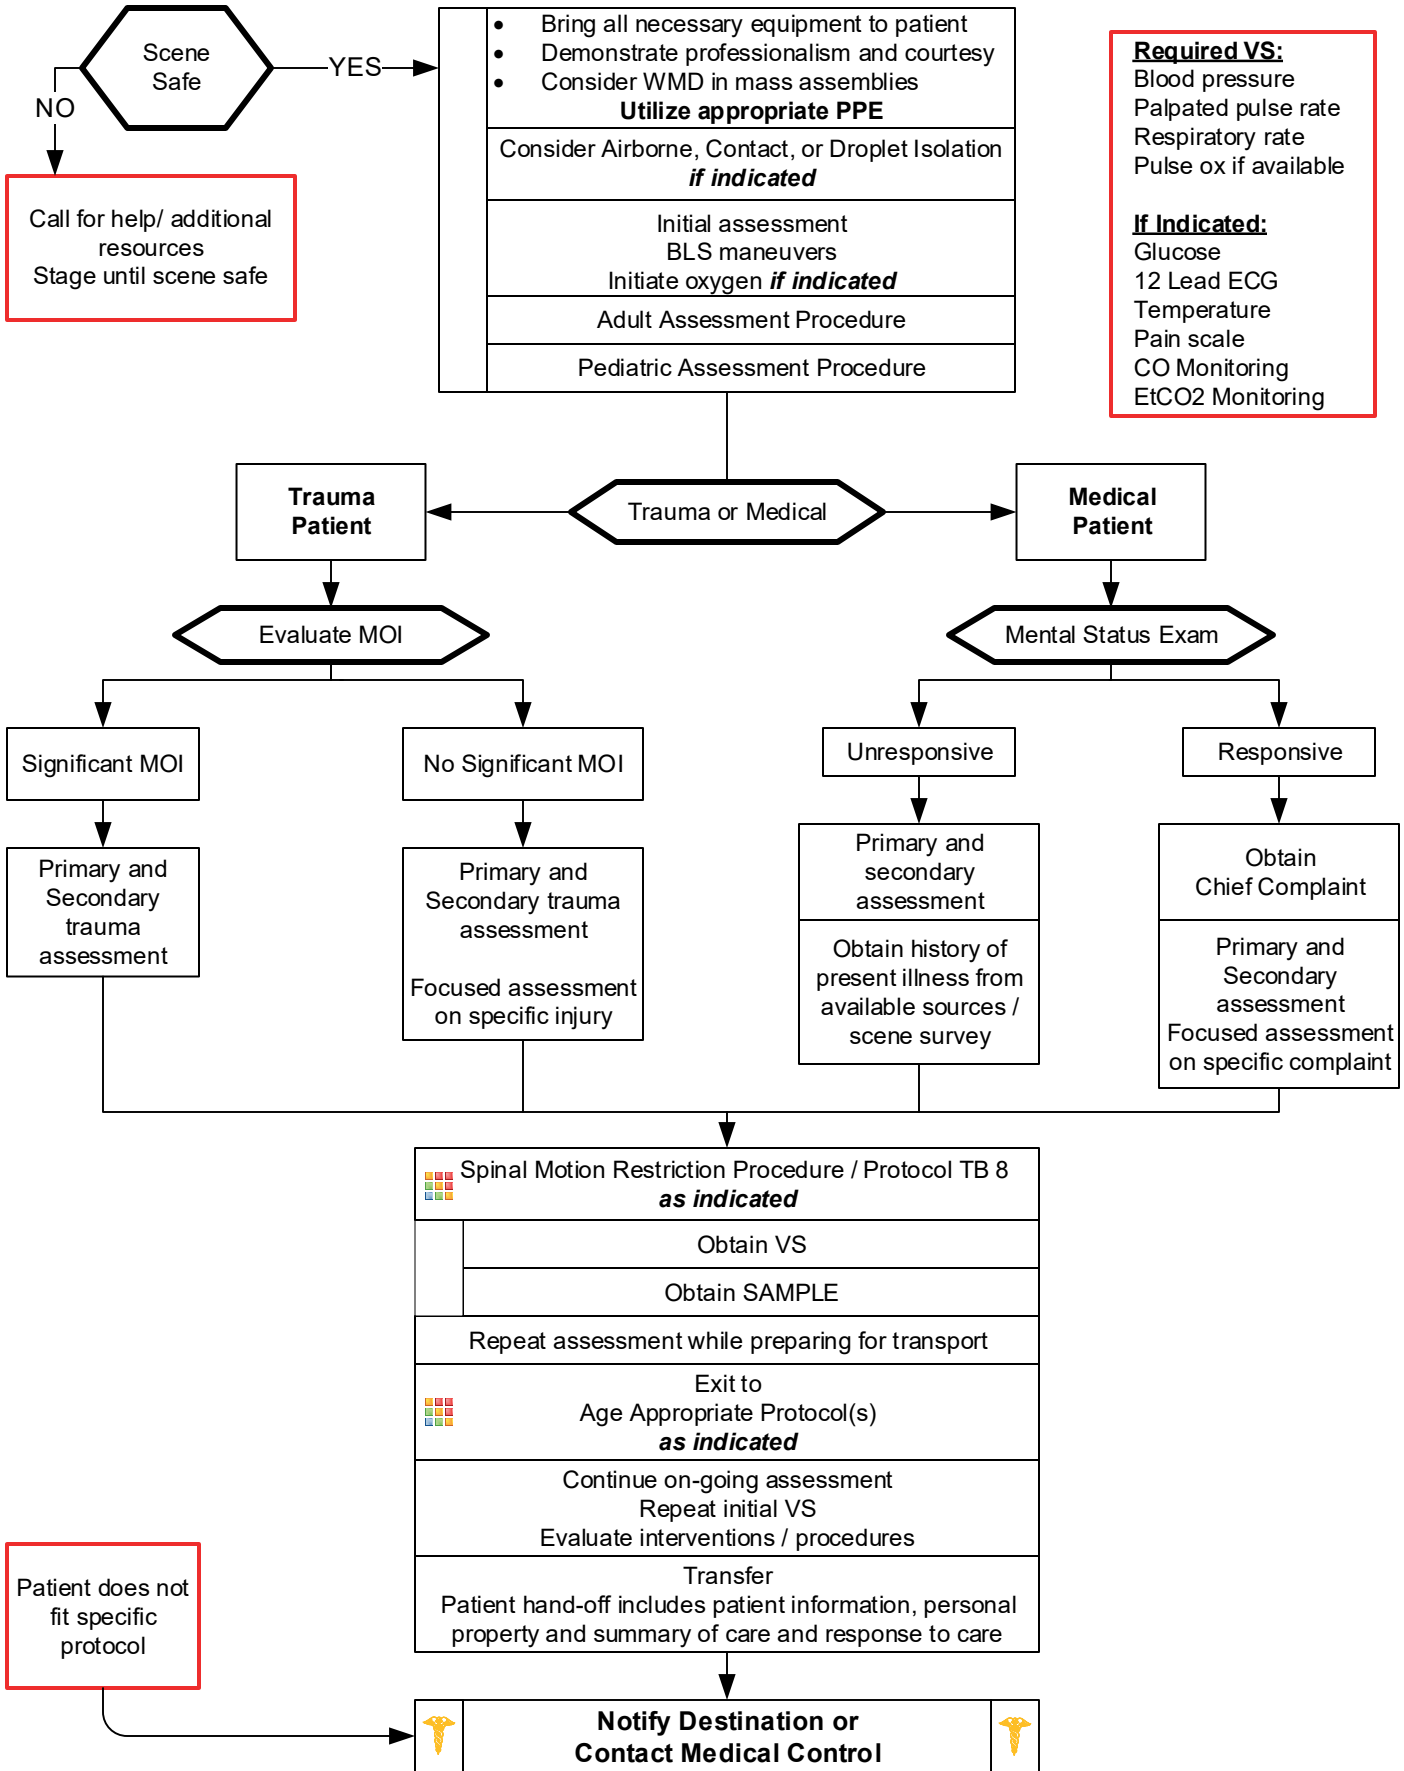 Scene
Safe
YES
NO
Call for help/ additional
resources
Stage until scene safe
• Bring all necessary equipment to patient
• Demonstrate professionalism and courtesy
• Consider WMD in mass assemblies
Utilize appropriate PPE
Consider Airborne, Contact, or Droplet Isolation
if indicated
Initial assessment
BLS maneuvers
Initiate oxygen if indicated
Adult Assessment Procedure
Pediatric Assessment Procedure
Required VS:
Blood pressure
Palpated pulse rate
Respiratory rate
Pulse ox if available
If Indicated:
Glucose
12 Lead ECG
Temperature
Pain scale
CO Monitoring
EtCO2 Monitoring
Trauma or Medical
Trauma
Patient
Medical
Patient
Evaluate MOI
Mental Status Exam
Significant MOI
No Significant MOI
Unresponsive
Responsive
Primary and
Secondary
trauma
assessment
Primary and
Secondary trauma
assessment
Focused assessment
on specific injury
Primary and
secondary
assessment
Obtain history of
present illness from
available sources /
scene survey
Obtain
Chief Complaint
Primary and
Secondary
assessment
Focused assessment
on specific complaint
Spinal Motion Restriction Procedure / Protocol TB 8
as indicated
Obtain VS
Obtain SAMPLE
Repeat assessment while preparing for transport
Exit to
Age Appropriate Protocol(s)
as indicated
Continue on-going assessment
Repeat initial VS
Evaluate interventions / procedures
Transfer
Patient hand-off includes patient information, personal
property and summary of care and response to care
Patient does not
fit specific
protocol
Notify Destination or
Contact Medical Control